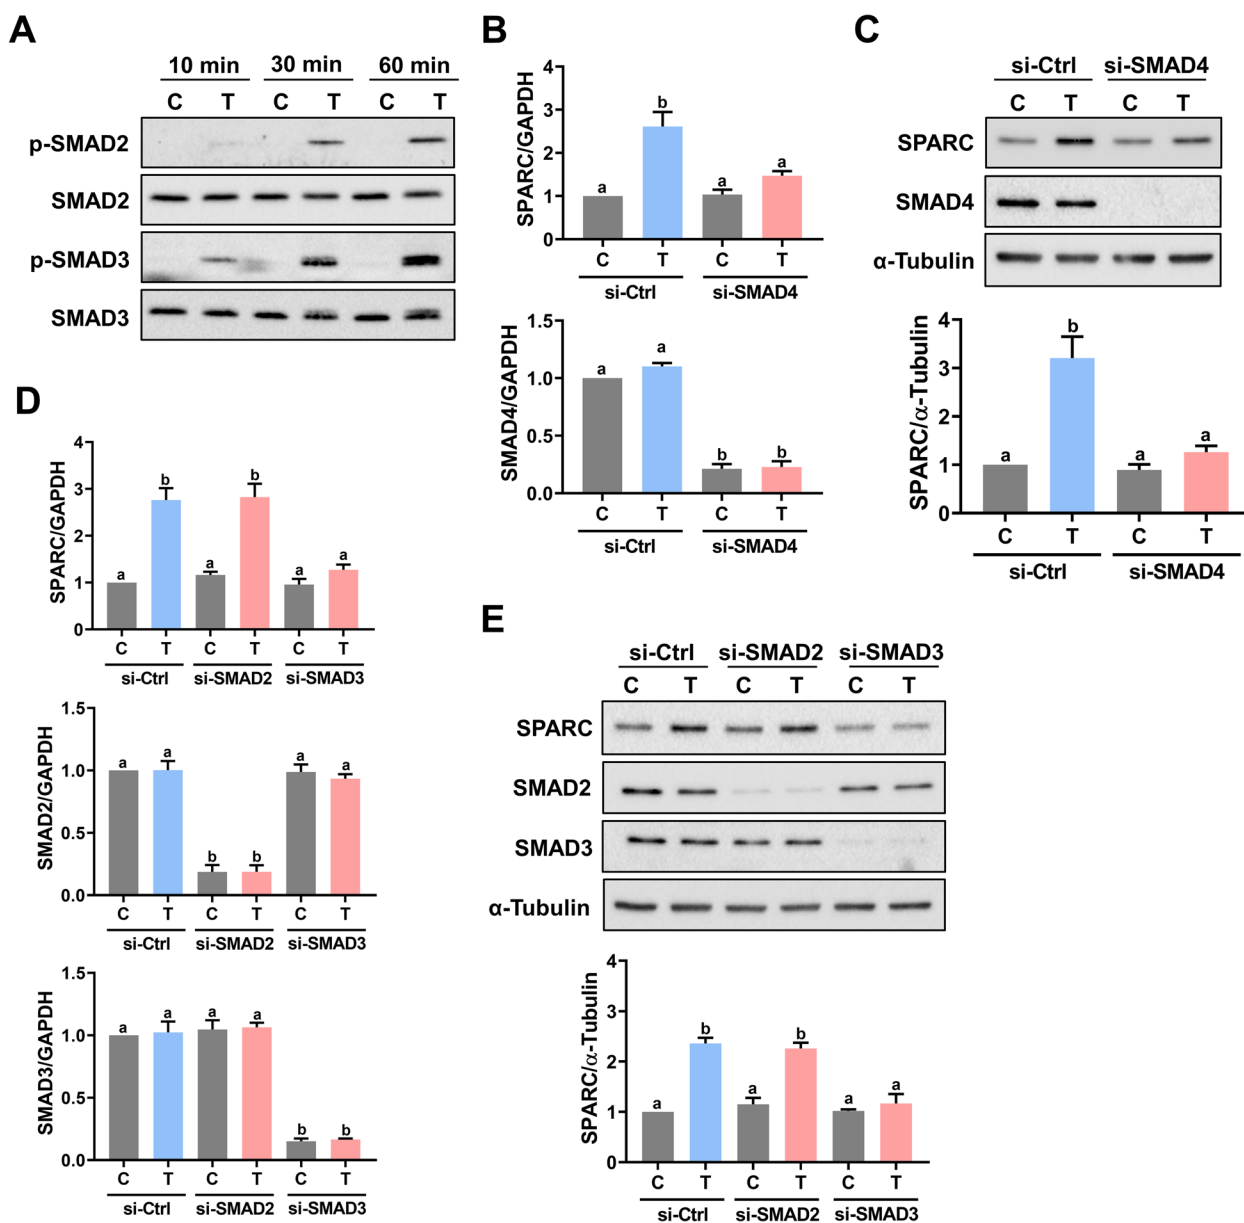 A
10 min 30 min 60 min
C T C T C T
p-SMAD2
SMAD2
p-SMAD3
SMAD3
B
SPARC/GAPDH
4
3
2
1
0
a b a a
C T C T
si-Ctrl si-SMAD4
SMAD4/GAPDH
1.5
1.0
0.5
0.0
a a b b
C T C T
si-Ctrl si-SMAD4
C
si-Ctrl si-SMAD4
C T C T
SPARC
SMAD4
α-Tubulin
SPARC/α-Tubulin
4
3
2
1
0
a b a a
C T C T
si-Ctrl si-SMAD4
D
SPARC/GAPDH
4
3
2
1
0
a b a b a a
C T C T C T
si-Ctrl si-SMAD2 si-SMAD3
SMAD2/GAPDH
1.5
1.0
0.5
0.0
a a b b a a
C T C T C T
si-Ctrl si-SMAD2 si-SMAD3
SMAD3/GAPDH
1.5
1.0
0.5
0.0
a a a a b b
C T C T C T
si-Ctrl si-SMAD2 si-SMAD3
E
si-Ctrl si-SMAD2 si-SMAD3
C T C T C T
SPARC
SMAD2
SMAD3
α-Tubulin
SPARC/α-Tubulin
4
3
2
1
0
a b a b a a
C T C T C T
si-Ctrl si-SMAD2 si-SMAD3